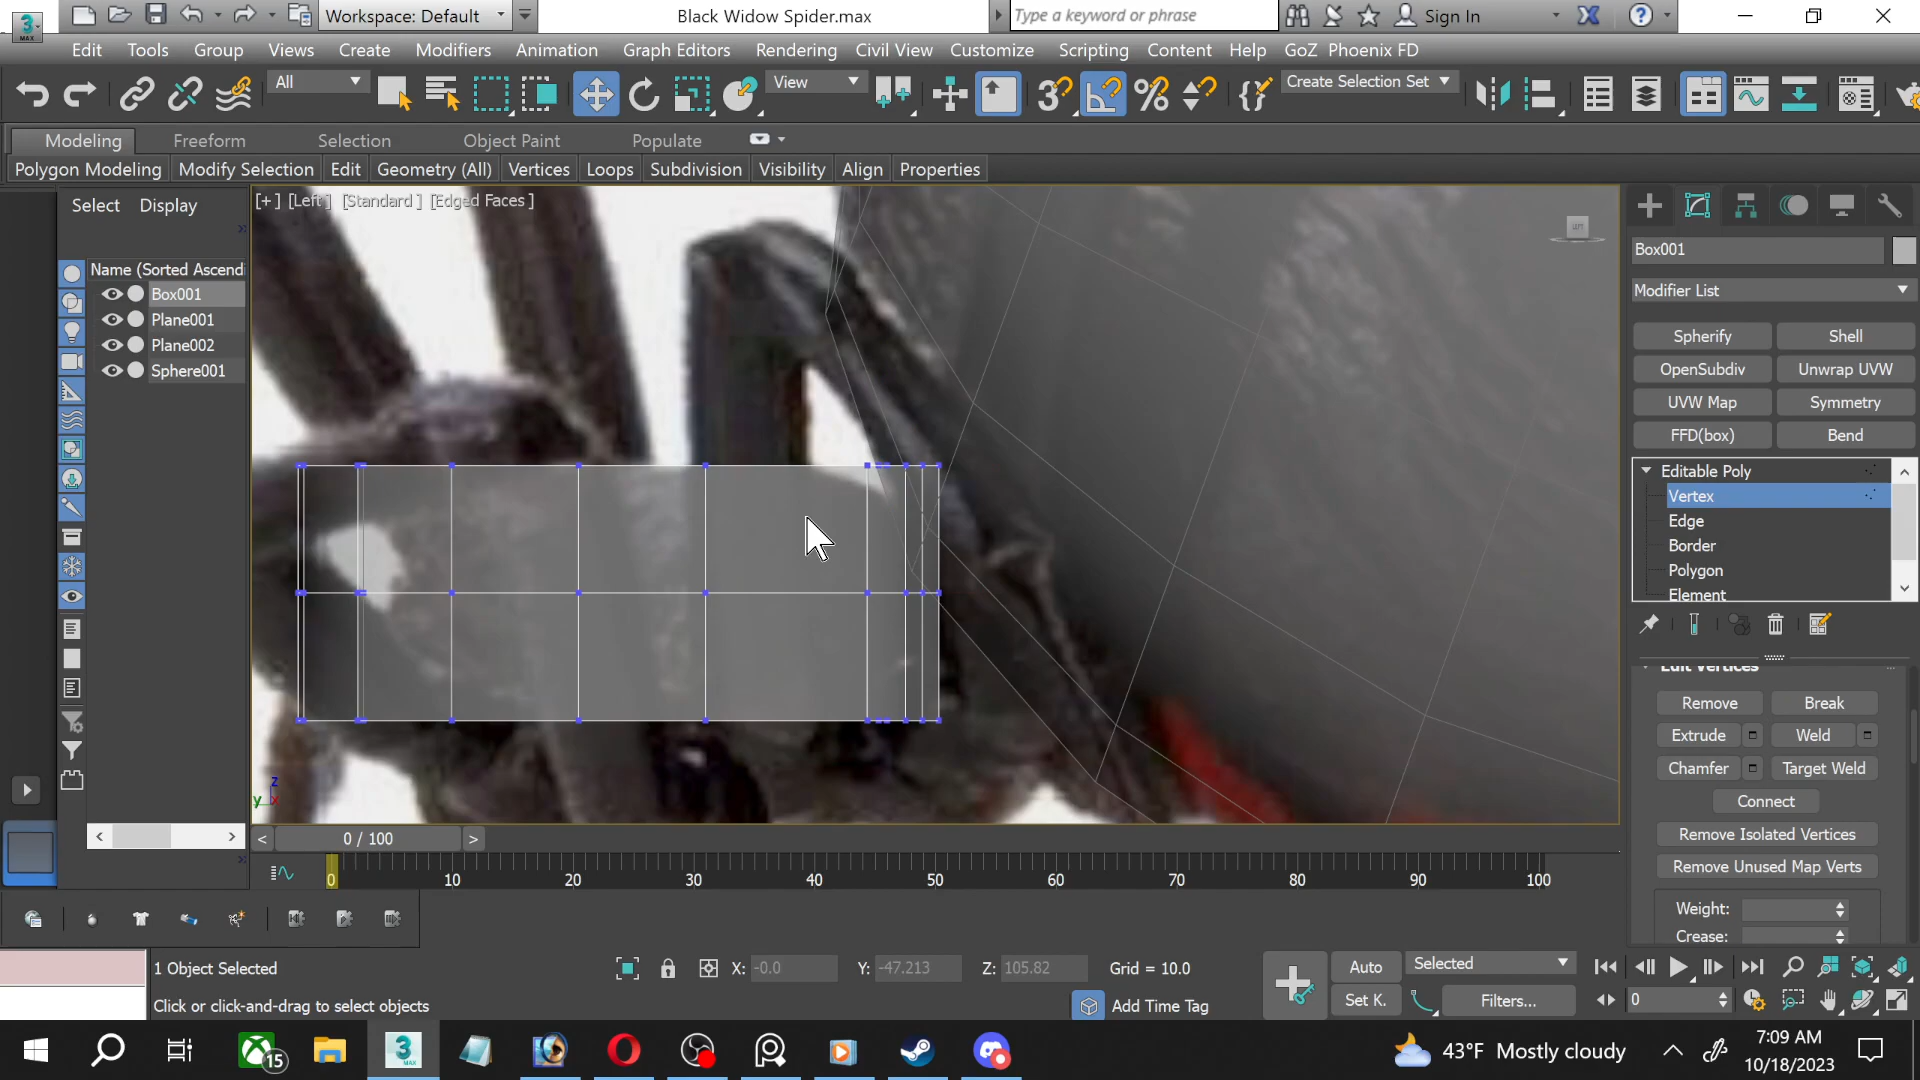 Workspace: Default
Black Widow Spider.max
Type a keyword or phrase
Sign In
Edit Tools Group Views Create Modifiers Animation Graph Editors Rendering Civil View Customize Scripting Content Help GoZ Phoenix FD
All
View
Create Selection Set
Modeling Freeform Selection Object Paint Populate
Polygon Modeling Modify Selection Edit Geometry (All) Vertices Loops Subdivision Visibility Align Properties
Select Display
Name (Sorted Ascendi
Box001
Plane001
Plane002
Sphere001
[+] [Left] [Standard] [Edged Faces]
z
y x
Box001
Modifier List
Spherify Shell
OpenSubdiv Unwrap UVW
UVW Map Symmetry
FFD(box) Bend
Editable Poly
Vertex
Edge
Border
Polygon
Element
Edit Vertices
Remove Break
Extrude Weld
Chamfer Target Weld
Connect
Remove Isolated Vertices
Remove Unused Map Verts
Weight:
Crease:
< 0 / 100 >
0 10 20 30 40 50 60 70 80 90 100
1 Object Selected
X: -0.0 Y: -47.213 Z: 105.82 Grid = 10.0
Auto Selected
Click or click-and-drag to select objects
Add Time Tag
Set K. Filters... 0
15
43°F Mostly cloudy
7:09 AM
10/18/2023